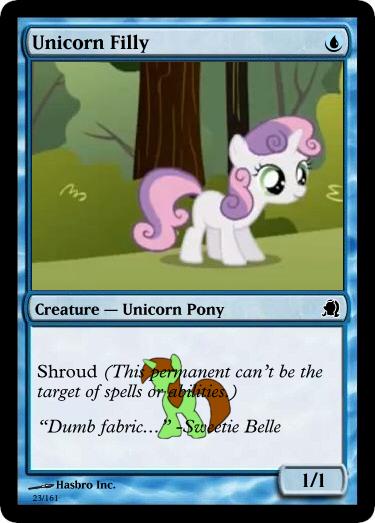 Unicorn Filly
Creature — Unicorn Pony
Shroud (This permanent can't be the
target of spells or abilities.)
“Dumb fabric…” -Sweetie Belle
1/1
Hasbro Inc.
23/161